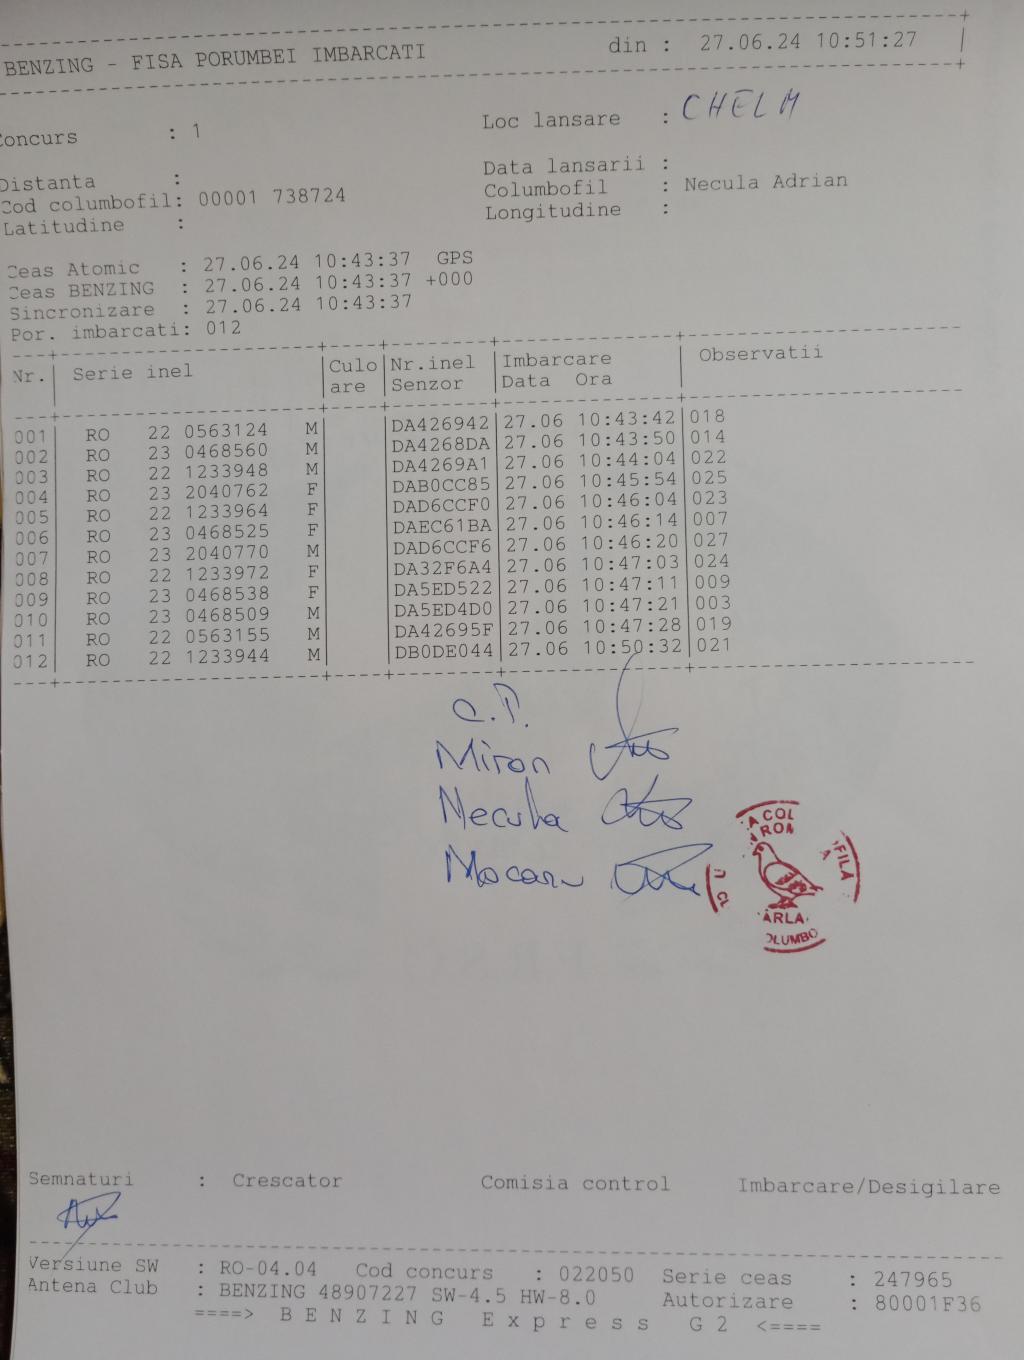 BENZING - FISA PORUMBEI IMBARCATI din : 27.06.24 10:51:27
Concurs : 1 Loc lansare : CHELM
Distanta : Data lansarii :
Cod columbofil: 00001 738724 Columbofil : Necula Adrian
Latitudine : Longitudine :
Ceas Atomic : 27.06.24 10:43:37 GPS
Ceas BENZING : 27.06.24 10:43:37 +000
Sincronizare : 27.06.24 10:43:37
Por. imbarcati: 012
Nr. Serie inel Culo Nr.inel Imbarcare Observatii
are Senzor Data Ora
001 RO 22 0563124 M DA426942 27.06 10:43:42 018
002 RO 23 0468560 M DA4268DA 27.06 10:43:50 014
003 RO 22 1233948 M DA4269A1 27.06 10:44:04 022
004 RO 23 2040762 F DAB0CC85 27.06 10:45:54 025
005 RO 22 1233964 F DAD6CCF0 27.06 10:46:04 023
006 RO 23 0468525 F DAEC61BA 27.06 10:46:14 007
007 RO 23 2040770 M DAD6CCF6 27.06 10:46:20 027
008 RO 22 1233972 F DA32F6A4 27.06 10:47:03 024
009 RO 23 0468538 F DA5ED522 27.06 10:47:11 009
010 RO 23 0468509 M DA5ED4D0 27.06 10:47:21 003
011 RO 22 0563155 M DA42695F 27.06 10:47:28 019
012 RO 22 1233944 M DB0DE044 27.06 10:50:32 021
C.P.
Miron
Necula
Mocanu
A COL
ROM
FILĂ
A
CL
ÂRLA
OLUMBO
Semnaturi : Crescator Comisia control Imbarcare/Desigilare
Versiune SW : RO-04.04 Cod concurs : 022050 Serie ceas : 247965
Antena Club : BENZING 48907227 SW-4.5 HW-8.0 Autorizare : 80001F36
====> B E N Z I N G E x p r e s s G 2 <====